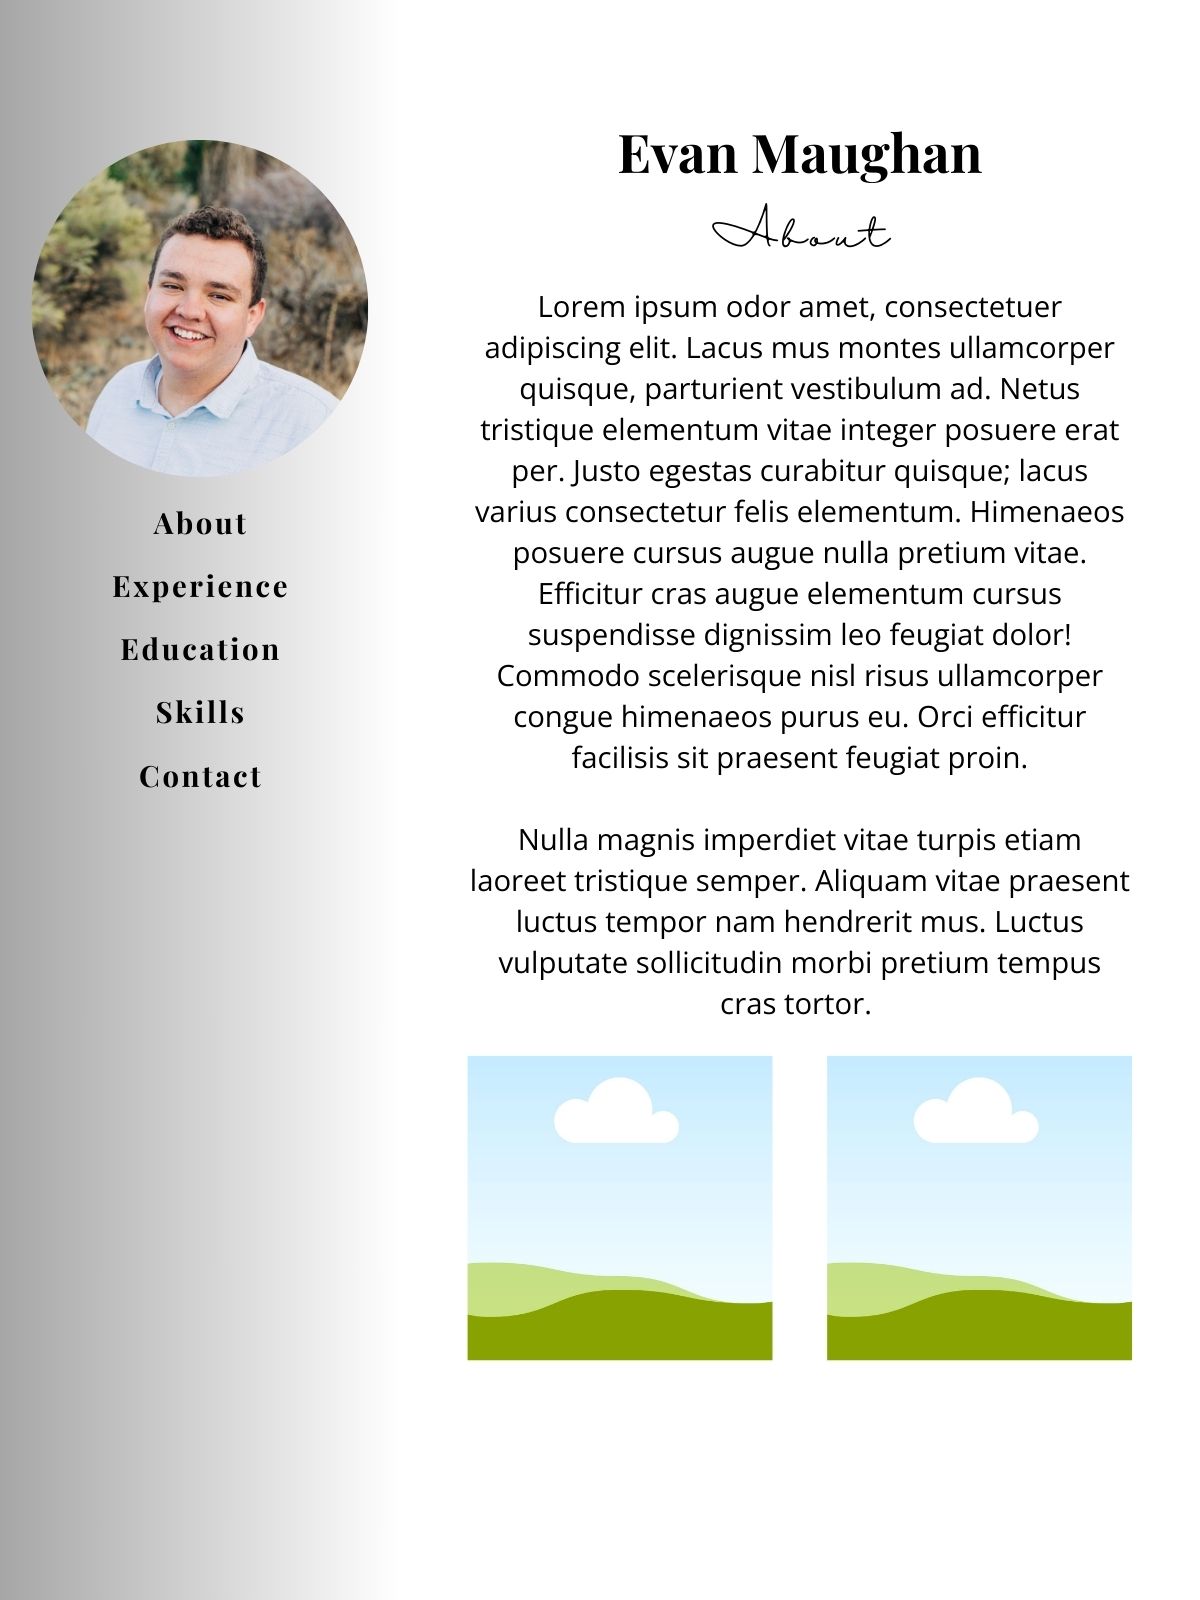 Evan Maughan
About
Lorem ipsum odor amet, consectetuer
adipiscing elit. Lacus mus montes ullamcorper
quisque, parturient vestibulum ad. Netus
tristique elementum vitae integer posuere erat
per. Justo egestas curabitur quisque; lacus
varius consectetur felis elementum. Himenaeos
posuere cursus augue nulla pretium vitae.
Efficitur cras augue elementum cursus
suspendisse dignissim leo feugiat dolor!
Commodo scelerisque nisl risus ullamcorper
congue himenaeos purus eu. Orci efficitur
facilisis sit praesent feugiat proin.
Nulla magnis imperdiet vitae turpis etiam
laoreet tristique semper. Aliquam vitae praesent
luctus tempor nam hendrerit mus. Luctus
vulputate sollicitudin morbi pretium tempus
cras tortor.
About
Experience
Education
Skills
Contact